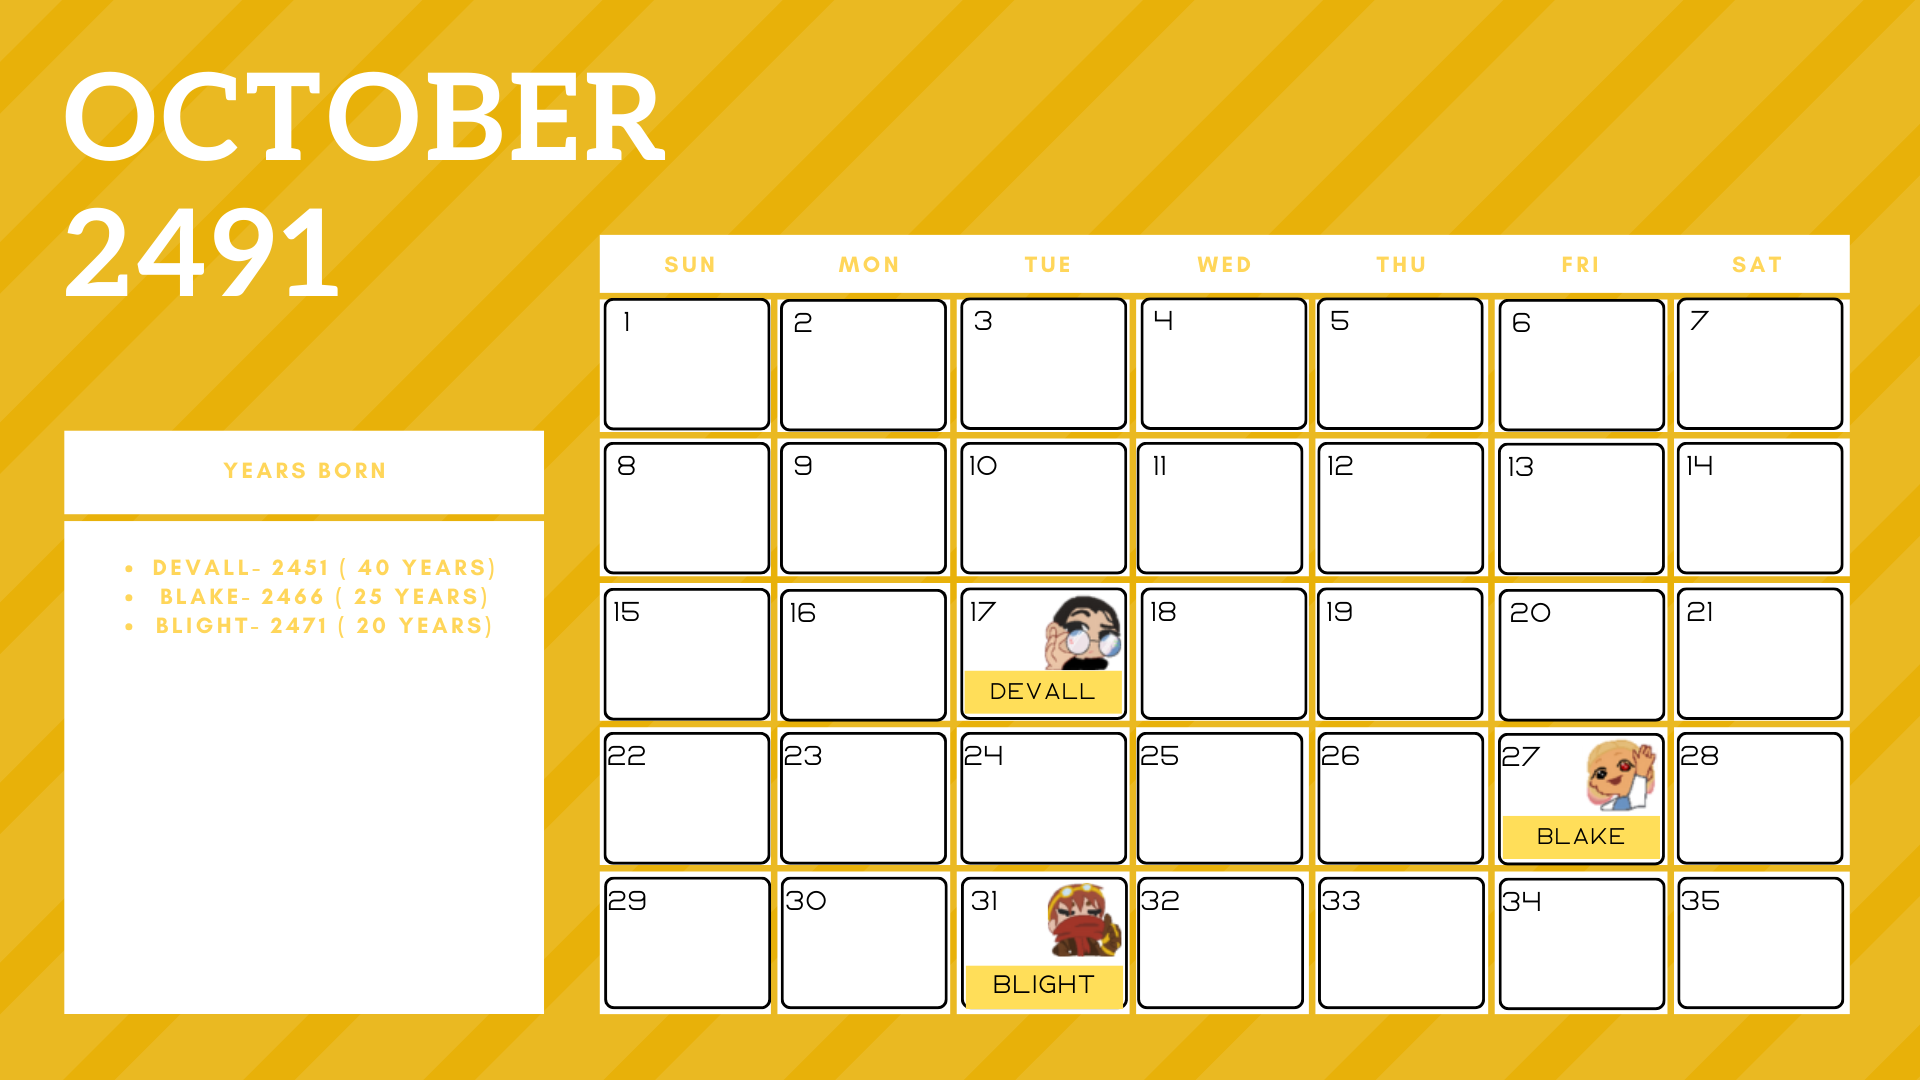 OCTOBER
2491
SUN MON TUE WED THU FRI SAT
1 2 3 4 5 6 7
8 9 10 11 12 13 14
15 16 17 18 19 20 21
DEVALL
22 23 24 25 26 27 28
BLAKE
29 30 31 32 33 34 35
BLIGHT
YEARS BORN
• DEVALL- 2451 ( 40 YEARS)
• BLAKE- 2466 ( 25 YEARS)
• BLIGHT- 2471 ( 20 YEARS)